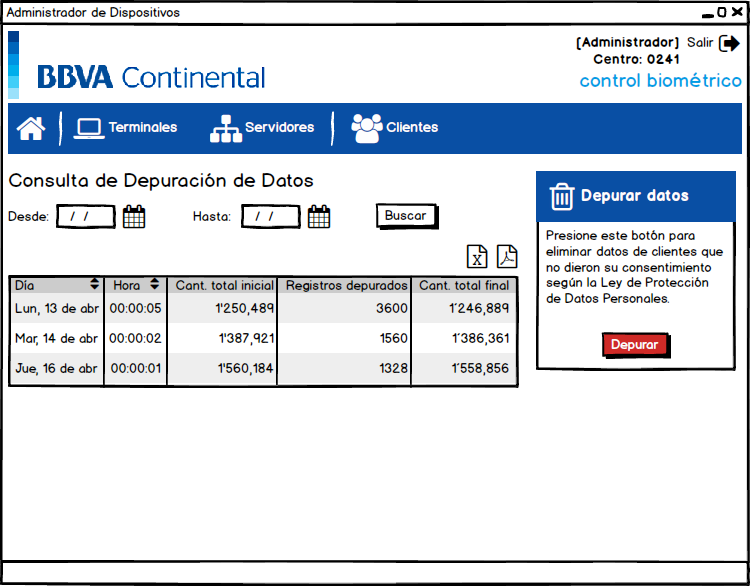 Administrador de Dispositivos
[Administrador] Salir
Centro: 0241
BBVA Continental
control biométrico
Terminales Servidores Clientes
Consulta de Depuración de Datos
Desde: / / Hasta: / / Buscar
Depurar datos
Presione este botón para
eliminar datos de clientes que
no dieron su consentimiento
según la Ley de Protección
de Datos Personales.
Depurar
X
Día Hora Cant. total inicial Registros depurados Cant. total final
Lun, 13 de abr 00:00:05 1'250,489 3600 1'246,889
Mar, 14 de abr 00:00:02 1'387,921 1560 1'386,361
Jue, 16 de abr 00:00:01 1'560,184 1328 1'558,856